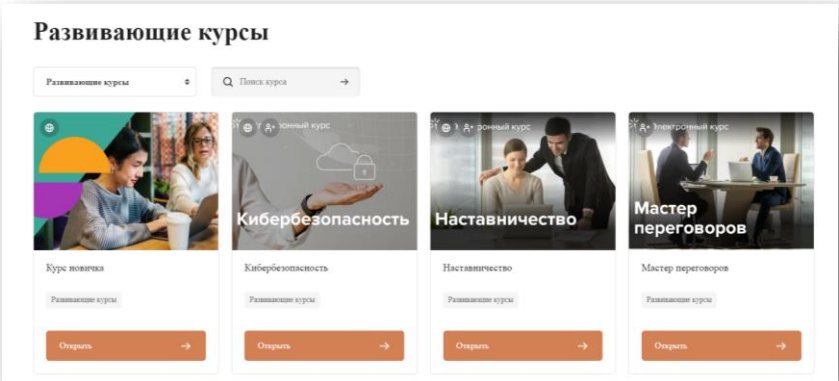 Развивающие курсы
Развивающие курсы
Поиск курса
ронный курс
Электронный курс
Кибербезопасность
Наставничество
Мастер
переговоров
Курс новичка
Кибербезопасность
Наставничество
Мастер переговоров
Развивающие курсы
Развивающие курсы
Развивающие курсы
Развивающие курсы
Открыть
Открыть
Открыть
Открыть